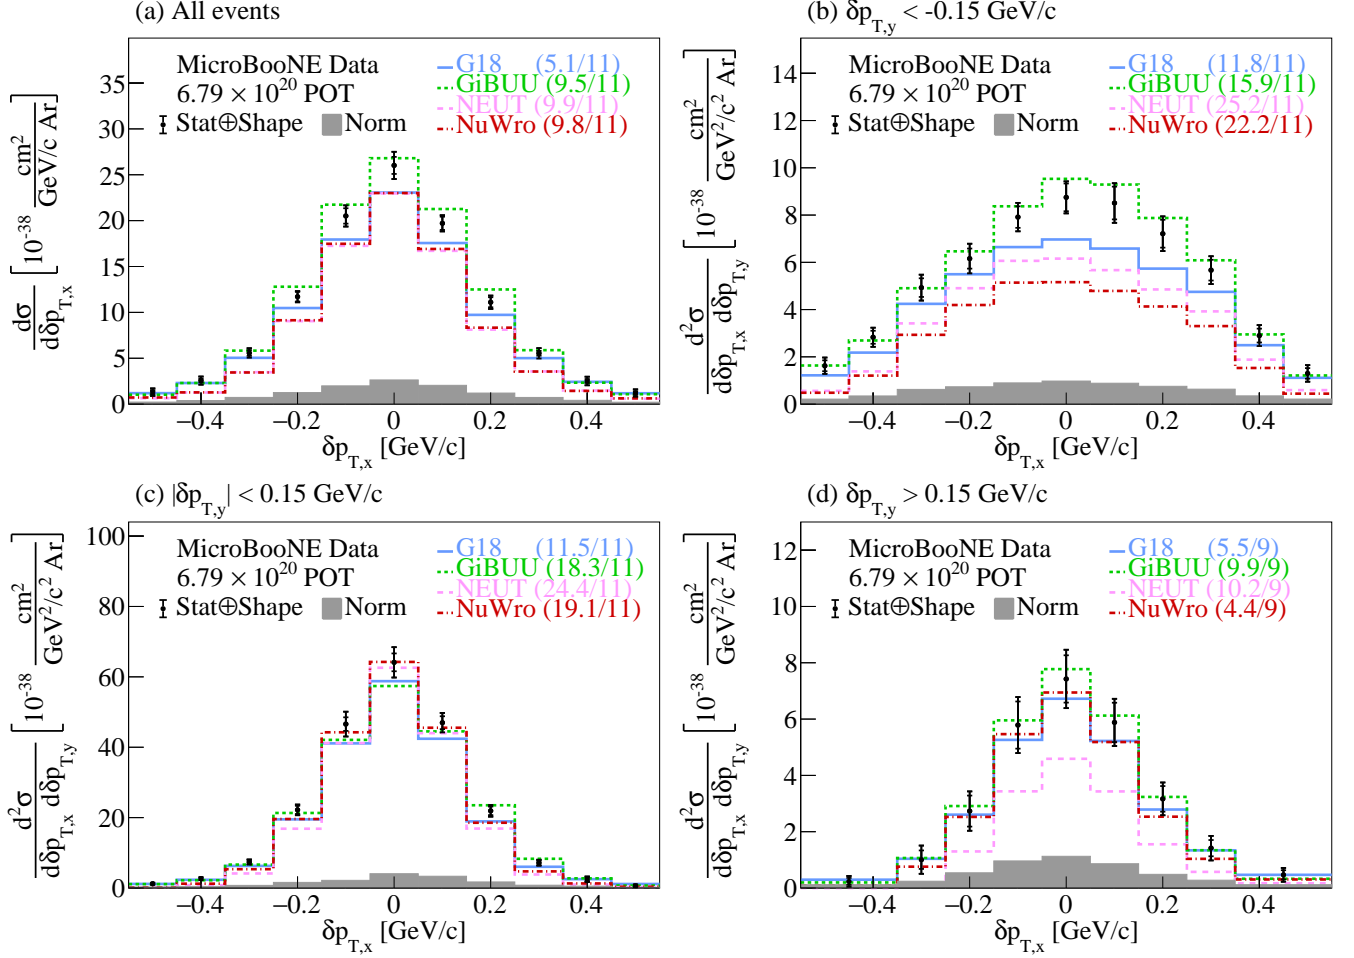 (a) All events
MicroBooNE Data
6.79 × 10²⁰ POT
Stat⊕Shape Norm
G18 (5.1/11)
GiBUU (9.5/11)
NEUT (9.9/11)
NuWro (9.8/11)
35
30
25
20
15
10
5
0
−0.4 −0.2 0 0.2 0.4
δp_T,x [GeV/c]
dσ/dδp_T,x [10⁻³⁸ cm²/(GeV/c Ar)]
(b) δp_T,y < -0.15 GeV/c
MicroBooNE Data
6.79 × 10²⁰ POT
Stat⊕Shape Norm
G18 (11.8/11)
GiBUU (15.9/11)
NEUT (25.2/11)
NuWro (22.2/11)
14
12
10
8
6
4
2
0
−0.4 −0.2 0 0.2 0.4
δp_T,x [GeV/c]
d²σ/(dδp_T,x dδp_T,y) [10⁻³⁸ cm²/(GeV²/c² Ar)]
(c) |δp_T,y| < 0.15 GeV/c
MicroBooNE Data
6.79 × 10²⁰ POT
Stat⊕Shape Norm
G18 (11.5/11)
GiBUU (18.3/11)
NEUT (24.4/11)
NuWro (19.1/11)
100
80
60
40
20
0
−0.4 −0.2 0 0.2 0.4
δp_T,x [GeV/c]
d²σ/(dδp_T,x dδp_T,y) [10⁻³⁸ cm²/(GeV²/c² Ar)]
(d) δp_T,y > 0.15 GeV/c
MicroBooNE Data
6.79 × 10²⁰ POT
Stat⊕Shape Norm
G18 (5.5/9)
GiBUU (9.9/9)
NEUT (10.2/9)
NuWro (4.4/9)
12
10
8
6
4
2
0
−0.4 −0.2 0 0.2 0.4
δp_T,x [GeV/c]
d²σ/(dδp_T,x dδp_T,y) [10⁻³⁸ cm²/(GeV²/c² Ar)]